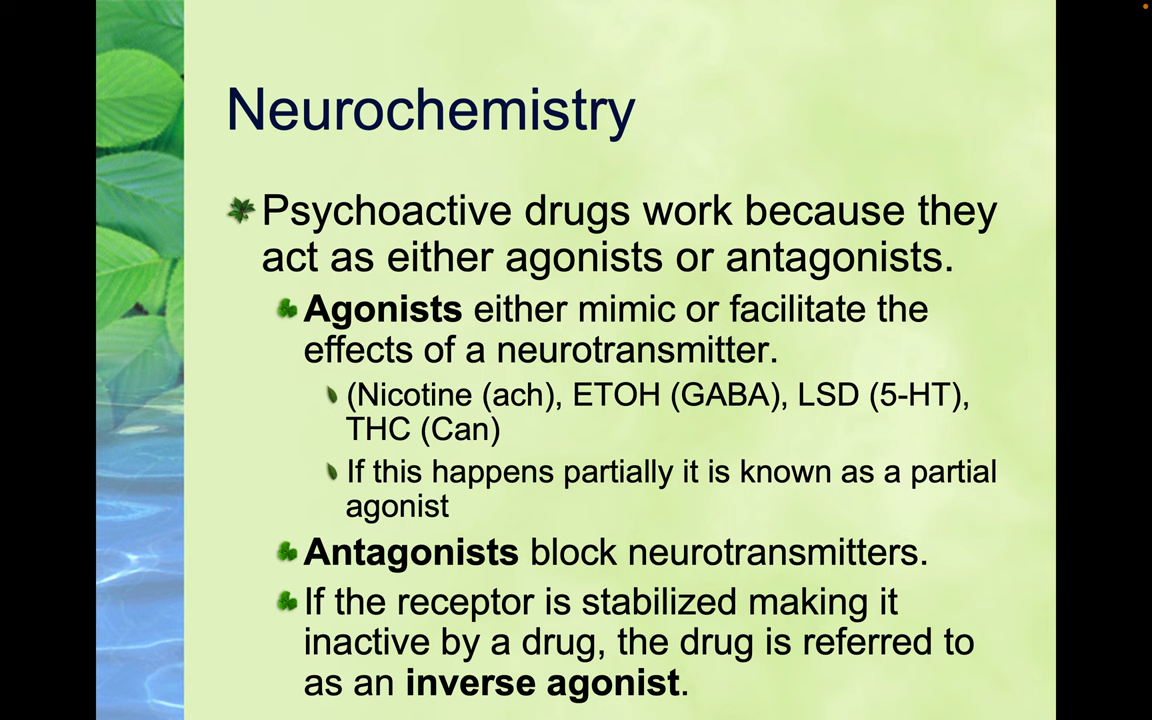 Neurochemistry
Psychoactive drugs work because they
act as either agonists or antagonists.
Agonists either mimic or facilitate the
effects of a neurotransmitter.
(Nicotine (ach), ETOH (GABA), LSD (5-HT),
THC (Can)
If this happens partially it is known as a partial
agonist
Antagonists block neurotransmitters.
If the receptor is stabilized making it
inactive by a drug, the drug is referred to
as an inverse agonist.